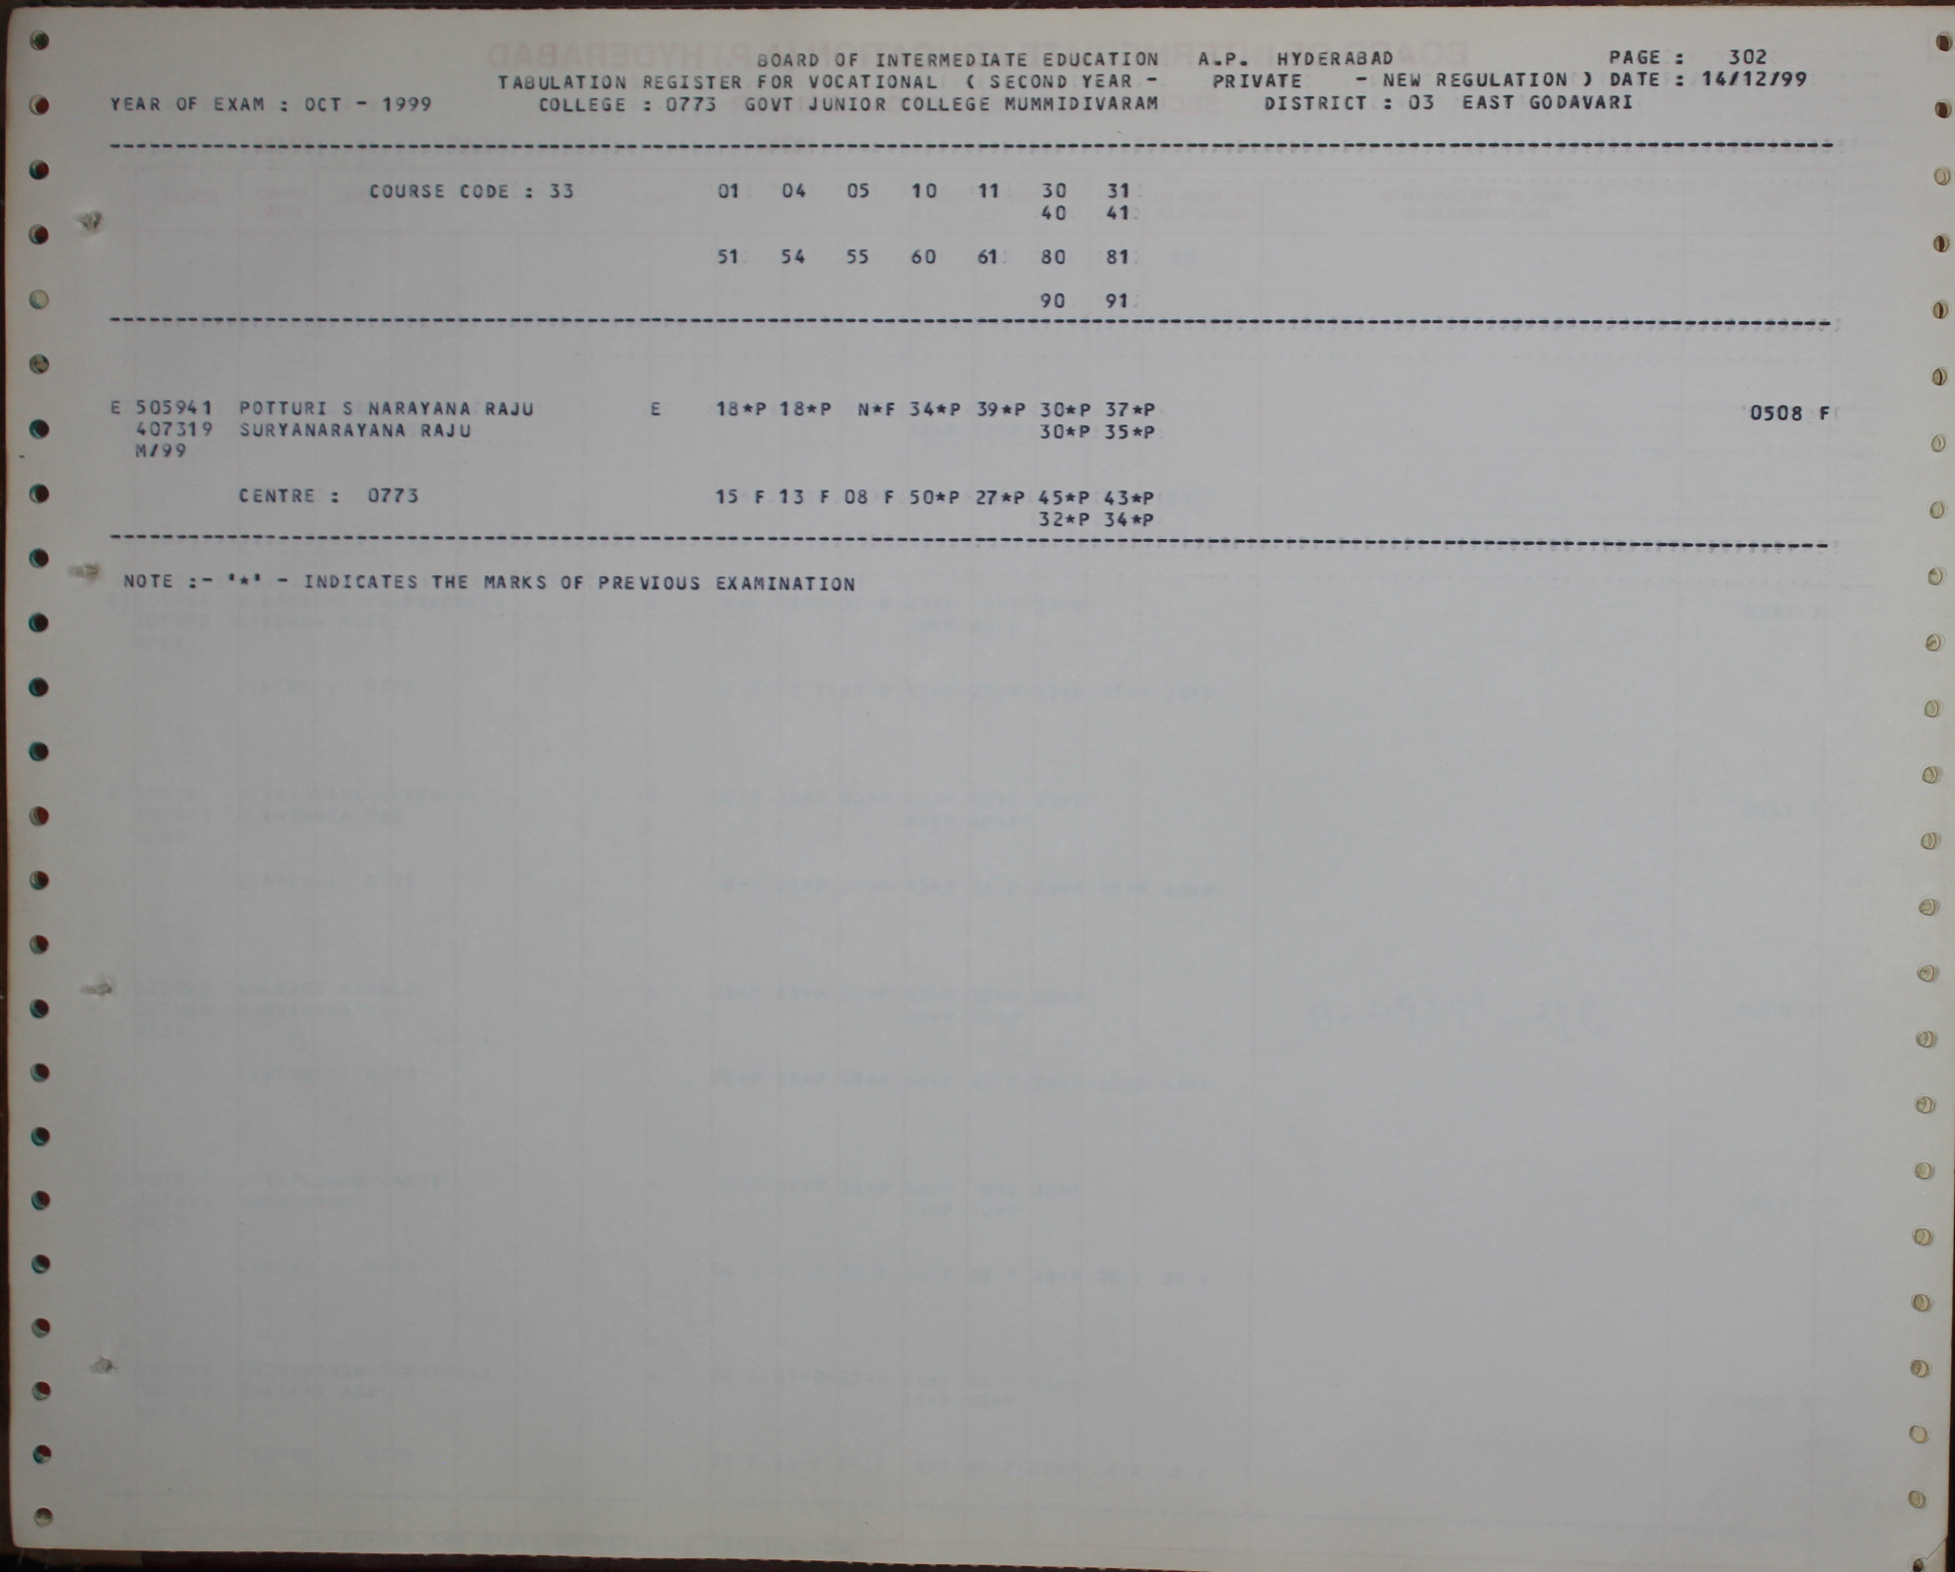 BOARD OF INTERMEDIATE EDUCATION A.P. HYDERABAD PAGE : 302
TABULATION REGISTER FOR VOCATIONAL ( SECOND YEAR - PRIVATE - NEW REGULATION ) DATE : 14/12/99
YEAR OF EXAM : OCT - 1999 COLLEGE : 0773 GOVT JUNIOR COLLEGE MUMMIDIVARAM DISTRICT : 03 EAST GODAVARI
COURSE CODE : 33 01 04 05 10 11 30 31
40 41
51 54 55 60 61 80 81
90 91
E 505941 POTTURI S NARAYANA RAJU E 18*P 18*P N*F 34*P 39*P 30*P 37*P 0508 F
407319 SURYANARAYANA RAJU 30*P 35*P
M/99
CENTRE : 0773 15 F 13 F 08 F 50*P 27*P 45*P 43*P
32*P 34*P
NOTE :- '*' - INDICATES THE MARKS OF PREVIOUS EXAMINATION